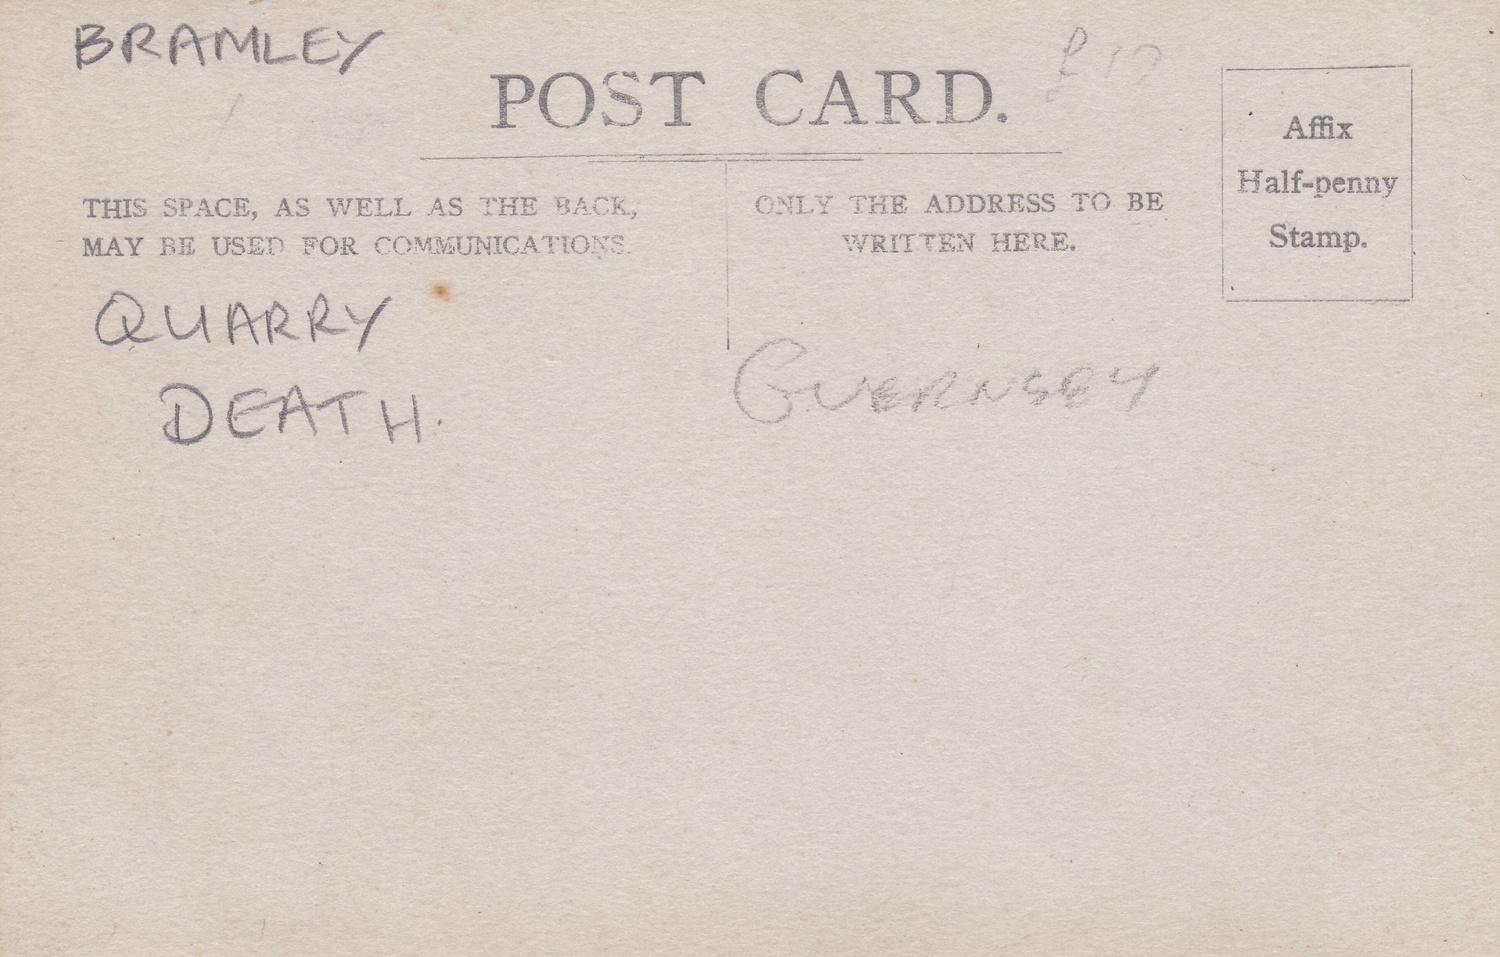 BRAMLEY
POST CARD.
THIS SPACE, AS WELL AS THE BACK,
MAY BE USED FOR COMMUNICATIONS.
ONLY THE ADDRESS TO BE
WRITTEN HERE.
Affix
Half-penny
Stamp.
QUARRY
DEATH.
GUERNSEY